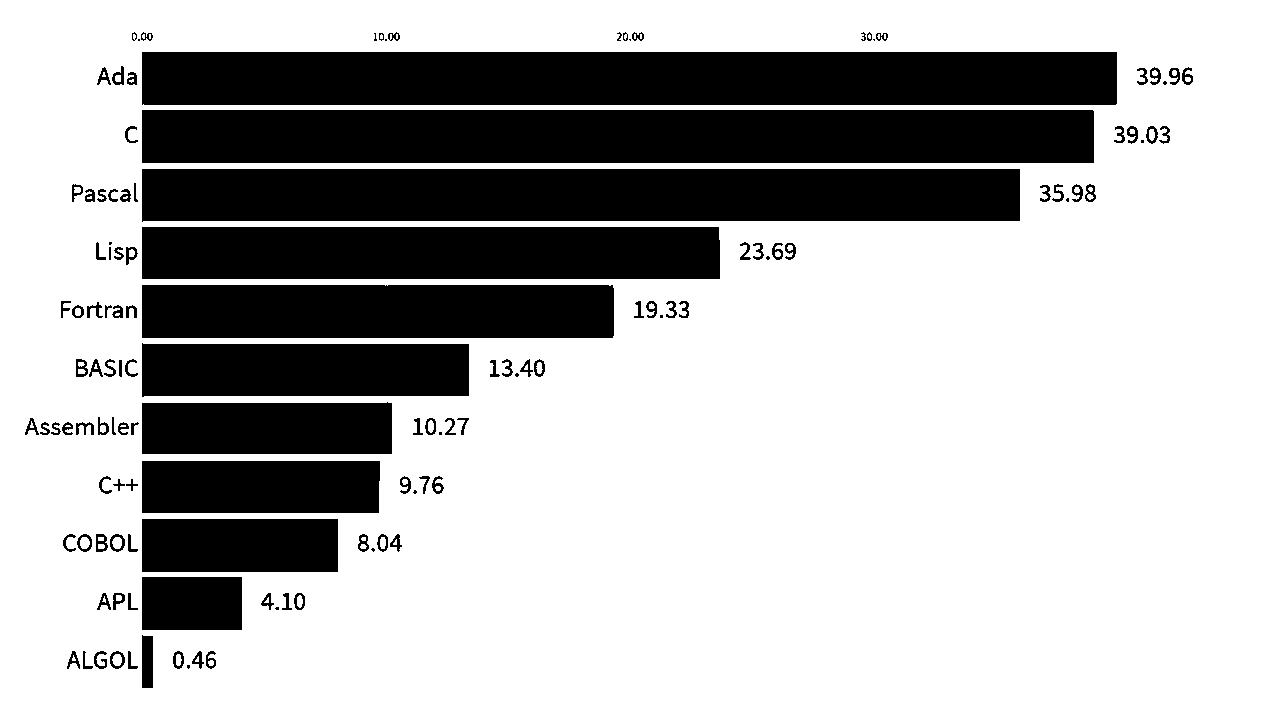 0.00 10.00 20.00 30.00
Ada 39.96
C 39.03
Pascal 35.98
Lisp 23.69
Fortran 19.33
BASIC 13.40
Assembler 10.27
C++ 9.76
COBOL 8.04
APL 4.10
ALGOL 0.46